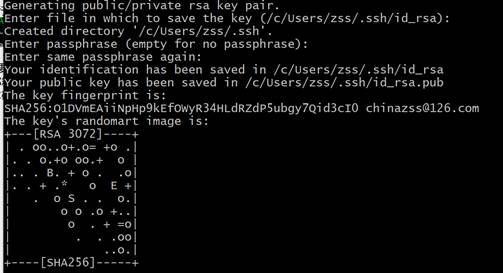 Generating public/private rsa key pair.
Enter file in which to save the key (/c/Users/zss/.ssh/id_rsa):
Created directory '/c/Users/zss/.ssh'.
Enter passphrase (empty for no passphrase):
Enter same passphrase again:
Your identification has been saved in /c/Users/zss/.ssh/id_rsa
Your public key has been saved in /c/Users/zss/.ssh/id_rsa.pub
The key fingerprint is:
SHA256:O1DVmEAiiNpHp9kEfOWyR34HLdRZdP5ubgy7Qid3cI0 chinazss@126.com
The key's randomart image is:
+---[RSA 3072]----+
| . oo..o+.o= +o .|
| . . o.+o oo.+  o |
|.. . B. + o .  .o|
|. . + .*   o  E +|
|   .  o S . .  o.|
|       o o .o +..|
|        o  . + =o|
|         .  . .oo|
|            ..o.|
+----[SHA256]-----+